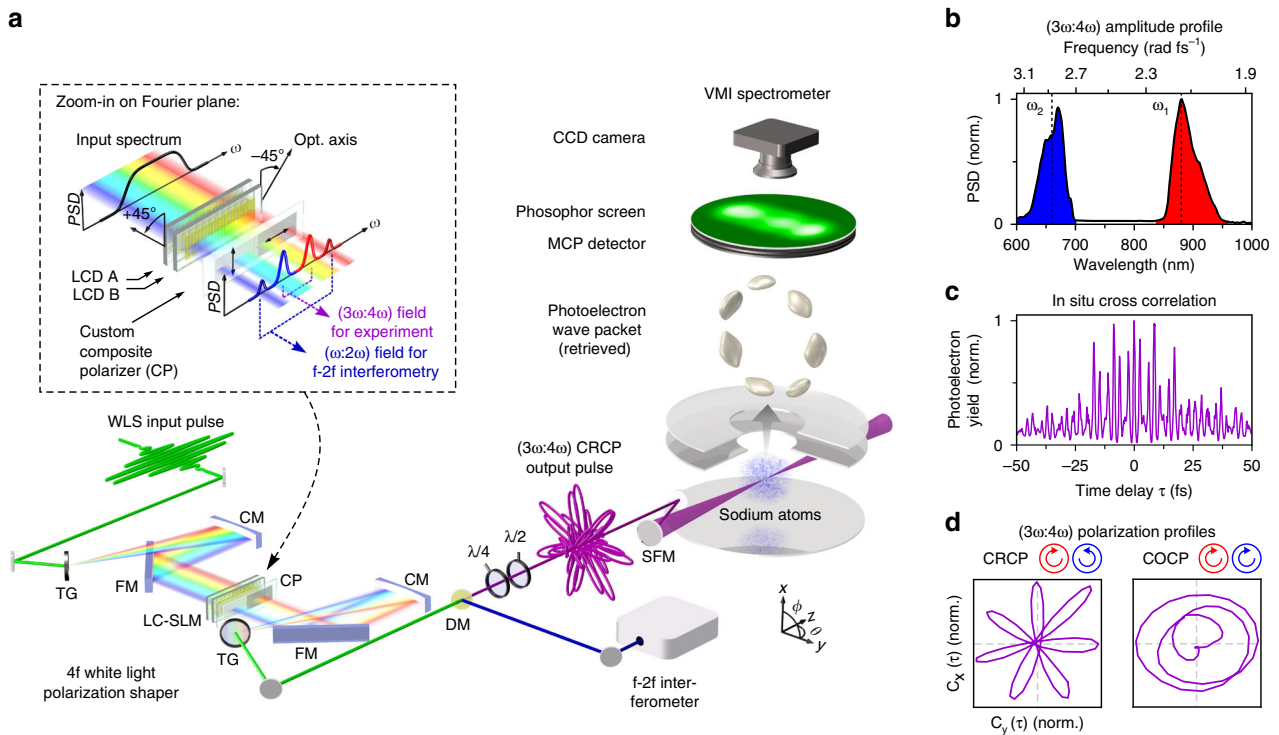 a
Zoom-in on Fourier plane:
Input spectrum
ω
−45°
Opt. axis
PSD
+45°
ω
LCD A
LCD B
PSD
Custom
composite
polarizer (CP)
(3ω:4ω) field
for experiment
(ω:2ω) field for
f-2f interferometry
WLS input pulse
CM
TG
FM
CP
LC-SLM
TG
FM
CM
4f white light
polarization shaper
DM
λ/4
λ/2
(3ω:4ω) CRCP
output pulse
SFM
f-2f inter-
ferometer
VMI spectrometer
CCD camera
Phosophor screen
MCP detector
Photoelectron
wave packet
(retrieved)
Sodium atoms
x
ϕ
z
θ
y
b
(3ω:4ω) amplitude profile
Frequency (rad fs⁻¹)
3.1 2.7 2.3 1.9
PSD (norm.)
1
0
ω₂
ω₁
600 700 800 900 1000
Wavelength (nm)
c
In situ cross correlation
Photoelectron
yield (norm.)
1
0
−50 −25 0 25 50
Time delay τ (fs)
d
(3ω:4ω) polarization profiles
CRCP
COCP
Cₓ (τ) (norm.)
C_y (τ) (norm.)